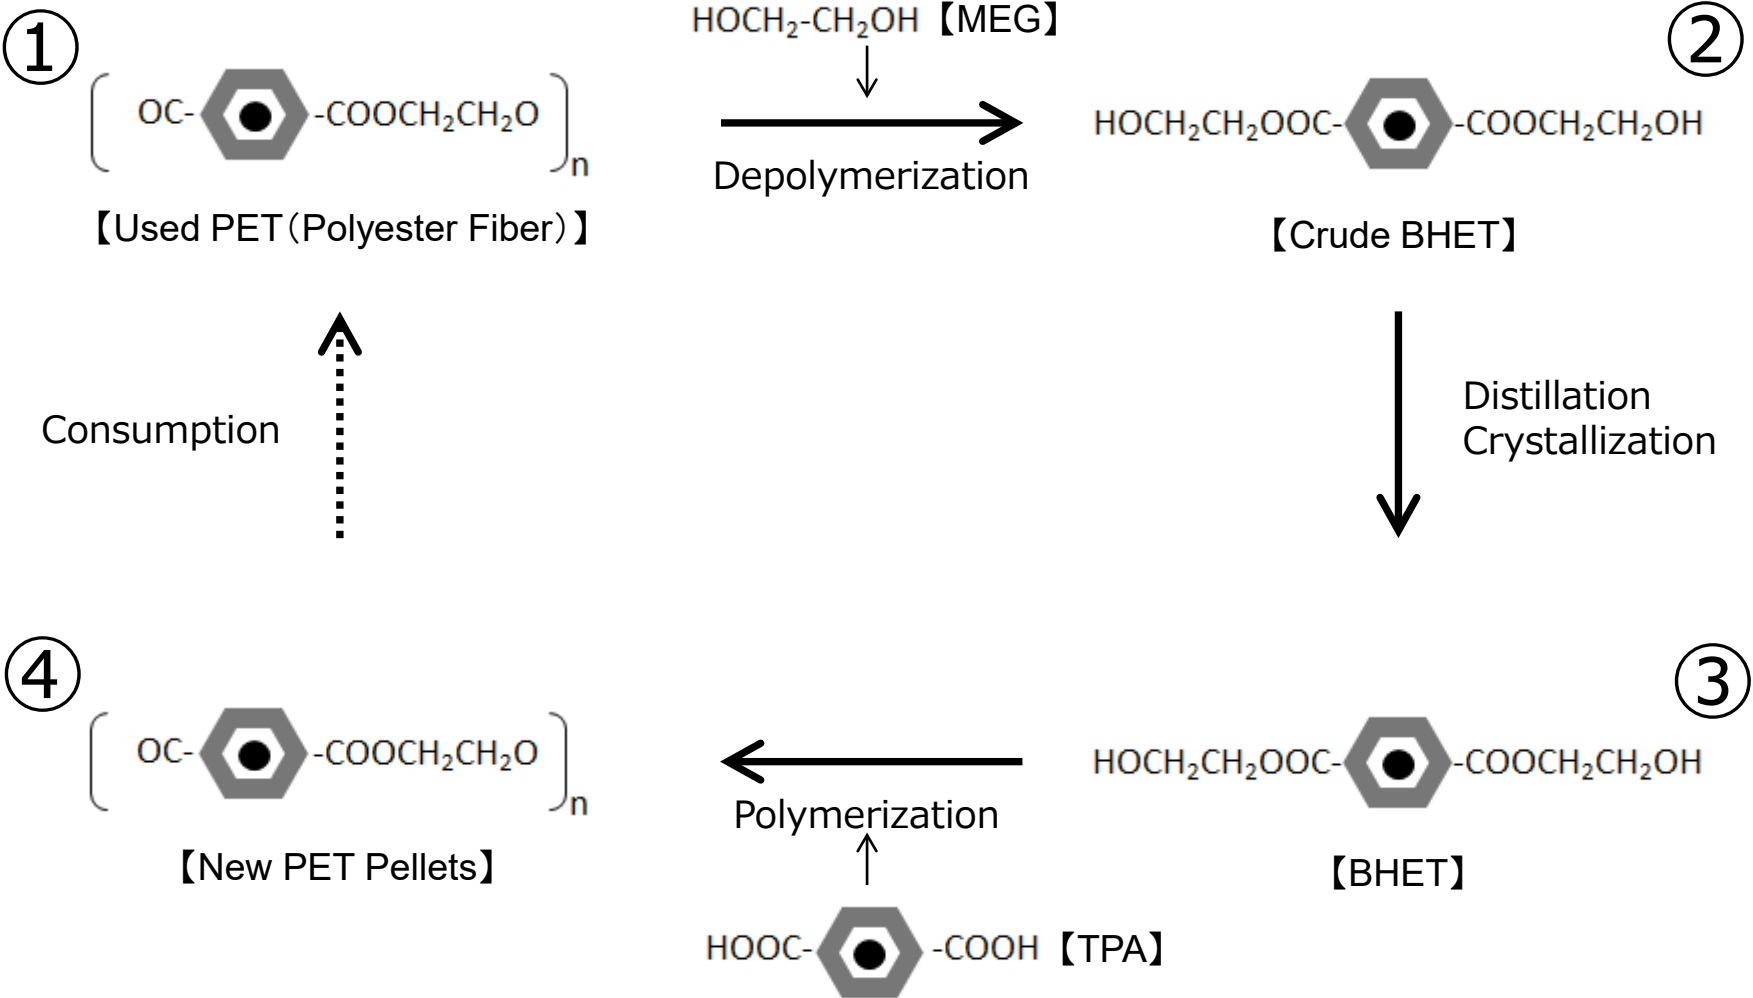 ①
HOCH₂-CH₂OH【MEG】
②
OC- -COOCH₂CH₂O n
HOCH₂CH₂OOC- -COOCH₂CH₂OH
Depolymerization
【Used PET（Polyester Fiber）】
【Crude BHET】
Consumption
Distillation
Crystallization
④
③
OC- -COOCH₂CH₂O n
HOCH₂CH₂OOC- -COOCH₂CH₂OH
Polymerization
【New PET Pellets】
【BHET】
HOOC- -COOH【TPA】